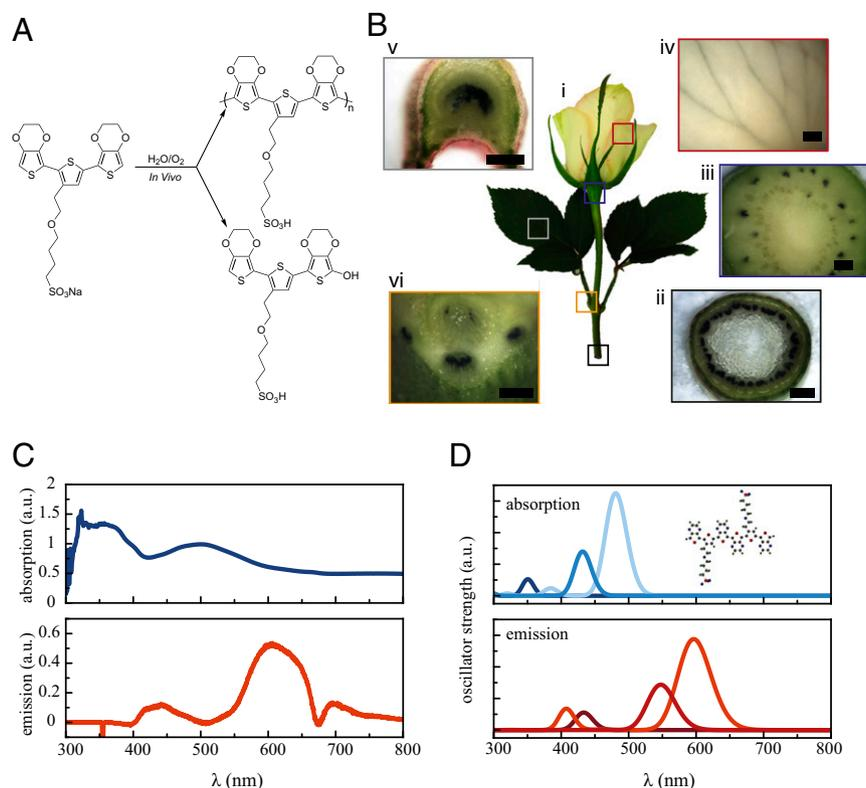 A
O O
O O
S
S S
O
SO₃Na
H₂O/O₂
In Vivo
O O
O O
( S S S )n
O
SO₃H
O O
O O
S S S OH
O
SO₃H
B
v
i
iv
iii
vi
ii
C
2
1.5
1
0.5
0
absorption (a.u.)
0.6
0.4
0.2
0
emission (a.u.)
300 400 500 600 700 800
λ (nm)
D
absorption
emission
oscillator strength (a.u.)
300 400 500 600 700 800
λ (nm)